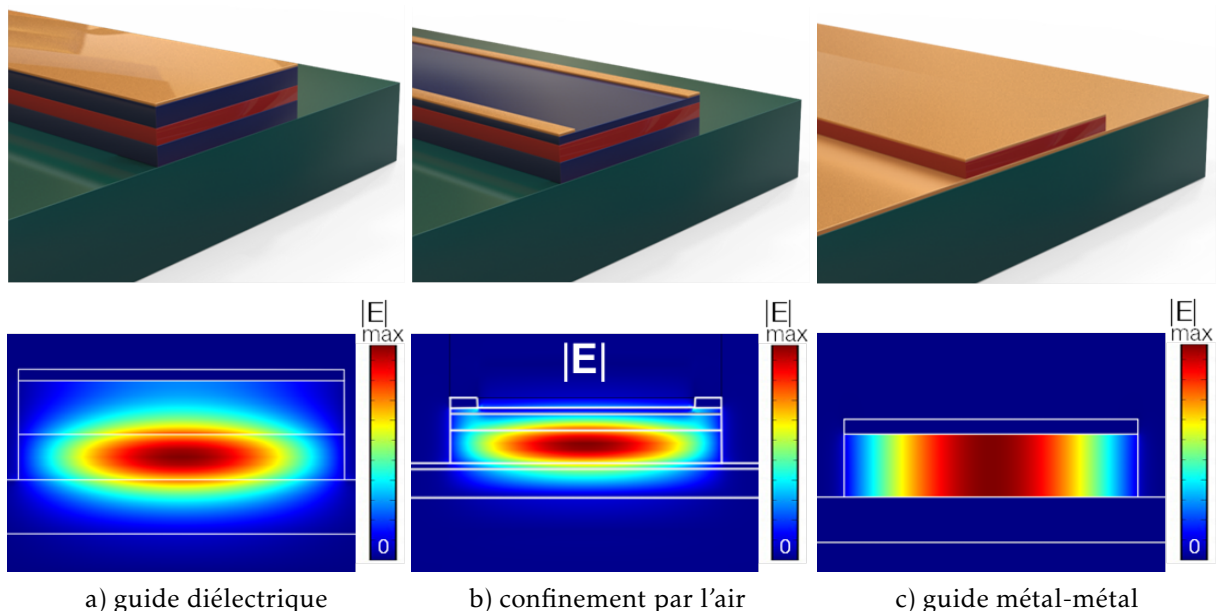 |E|
max
0
|E|
|E|
max
0
|E|
max
0
a) guide diélectrique
b) confinement par l'air
c) guide métal-métal